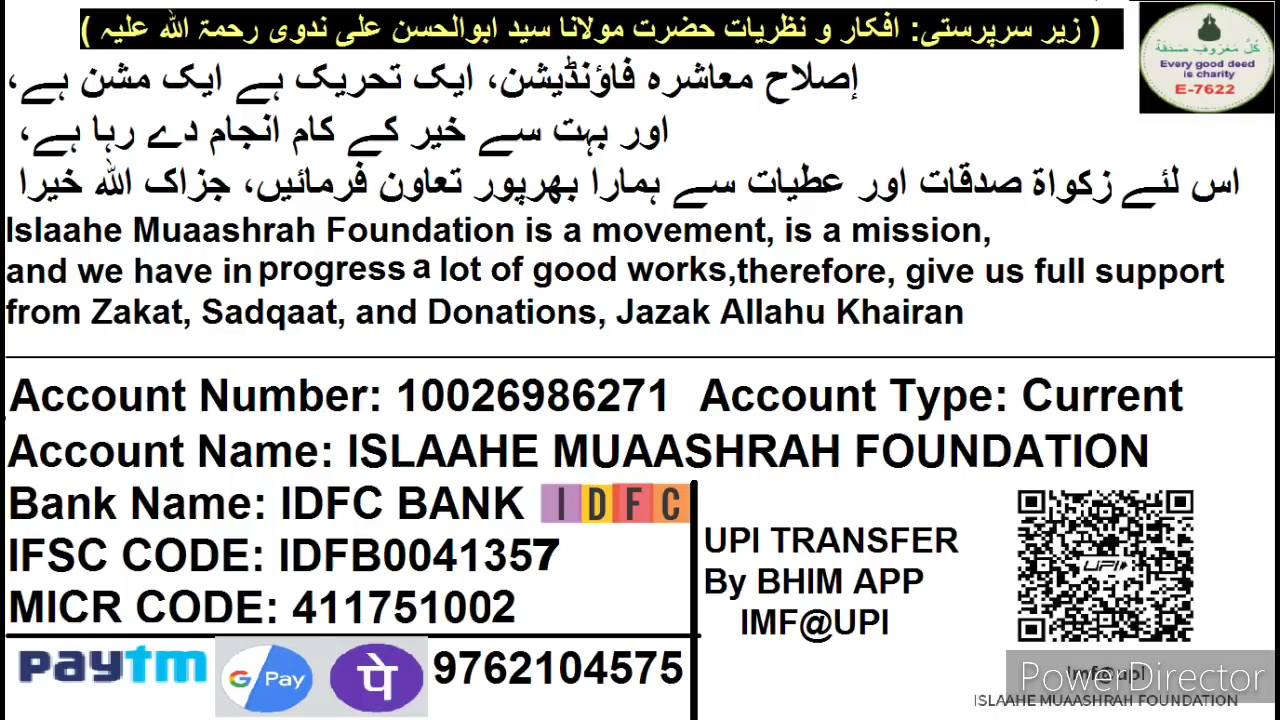 ( زیر سرپرستی: افکار و نظریات حضرت مولانا سید ابوالحسن علی ندوی رحمۃ اللہ علیہ )
كُلُّ مَعْرُوفٍ صَدَقَةٌ
Every good deed
is charity
E-7622
إصلاح معاشرہ فاؤنڈیشن، ایک تحریک ہے ایک مشن ہے،
اور بہت سے خیر کے کام انجام دے رہا ہے،
اس لئے زکواۃ صدقات اور عطیات سے ہمارا بھرپور تعاون فرمائیں، جزاک اللہ خیرا
Islaahe Muaashrah Foundation is a movement, is a mission,
and we have in progress a lot of good works,therefore, give us full support
from Zakat, Sadqaat, and Donations, Jazak Allahu Khairan
Account Number: 10026986271 Account Type: Current
Account Name: ISLAAHE MUAASHRAH FOUNDATION
Bank Name: IDFC BANK IDFC
IFSC CODE: IDFB0041357
MICR CODE: 411751002
paytm G Pay पे 9762104575
UPI TRANSFER
By BHIM APP
IMF@UPI
UPI
imf@upi
PowerDirector
ISLAAHE MUAASHRAH FOUNDATION